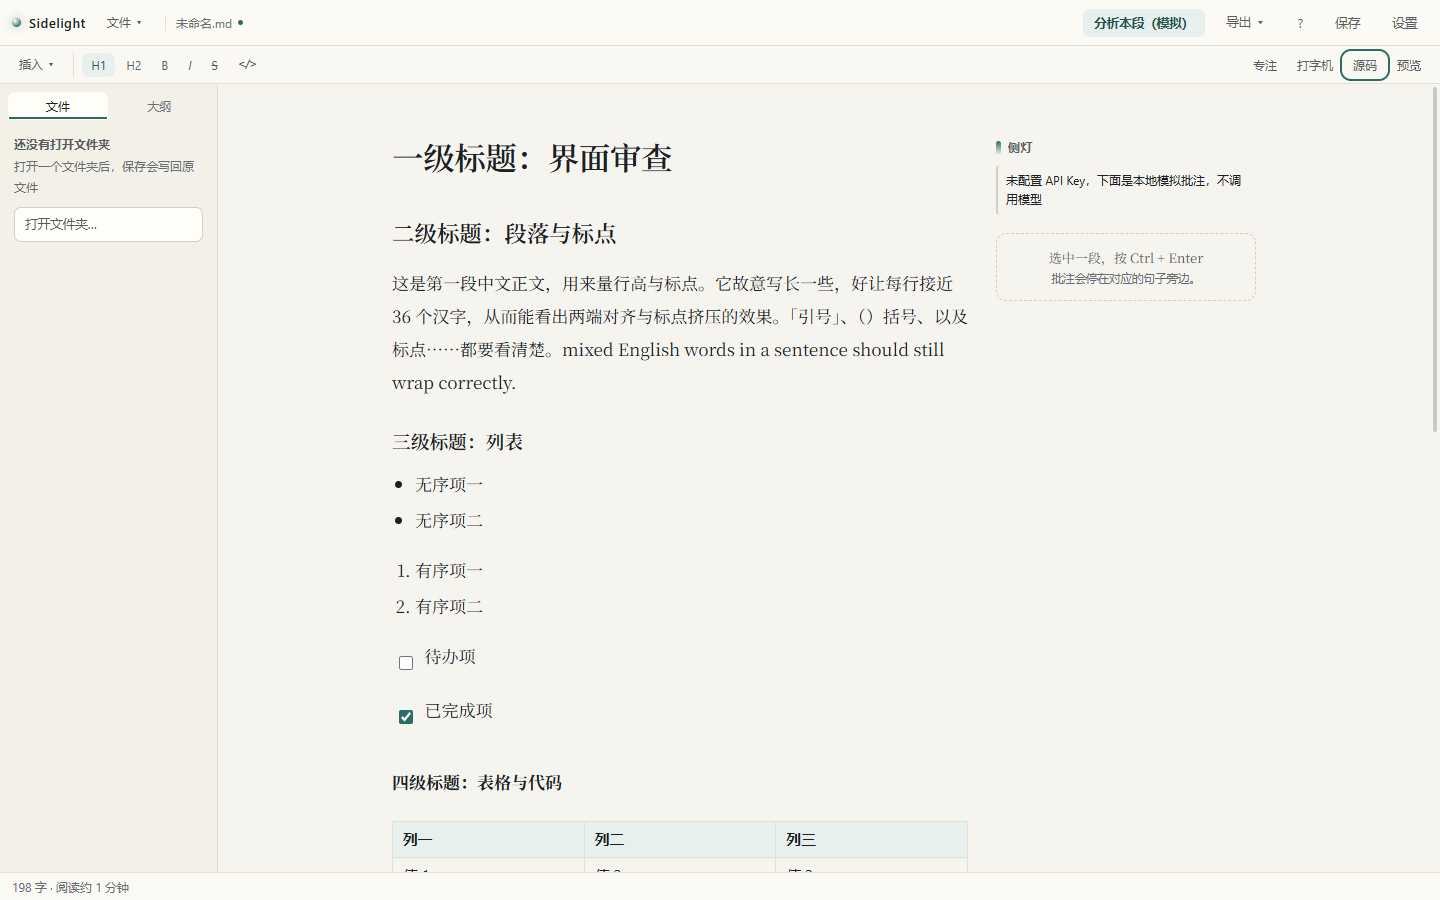 Sidelight 文件 未命名.md 分析本段（模拟） 导出 ? 保存 设置
插入 H1 H2 B I S </> 专注 打字机 源码 预览
文件 大纲
还没有打开文件夹
打开一个文件夹后，保存会写回原
文件
打开文件夹...
一级标题：界面审查
二级标题：段落与标点
这是第一段中文正文，用来量行高与标点。它故意写长一些，好让每行接近
36 个汉字，从而能看出两端对齐与标点挤压的效果。「引号」、（）括号、以及
标点……都要看清楚。mixed English words in a sentence should still
wrap correctly.
三级标题：列表
无序项一
无序项二
1. 有序项一
2. 有序项二
待办项
已完成项
四级标题：表格与代码
列一 列二 列三
侧灯
未配置 API Key，下面是本地模拟批注，不调
用模型
选中一段，按 Ctrl + Enter
批注会停在对应的句子旁边。
198 字 · 阅读约 1 分钟